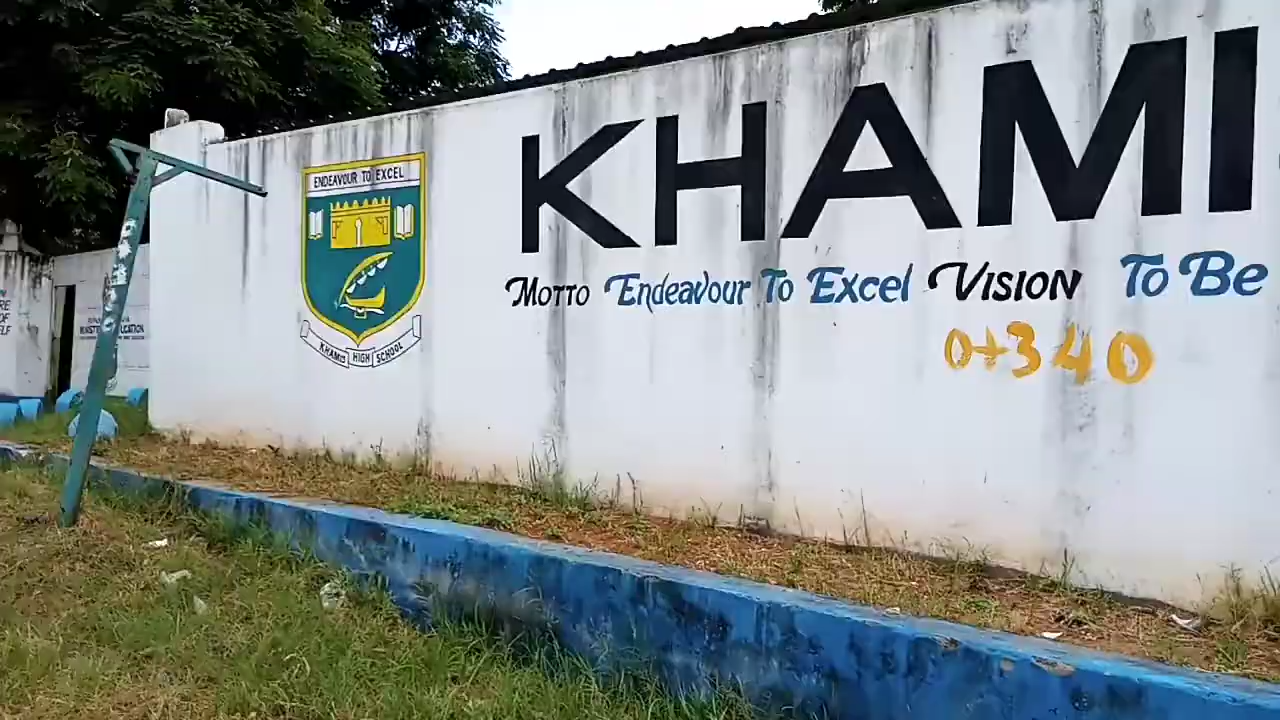 ENDEAVOUR TO EXCEL
KHAMIS HIGH SCHOOL
KHAMI
Motto Endeavour To Excel Vision To Be
0+340